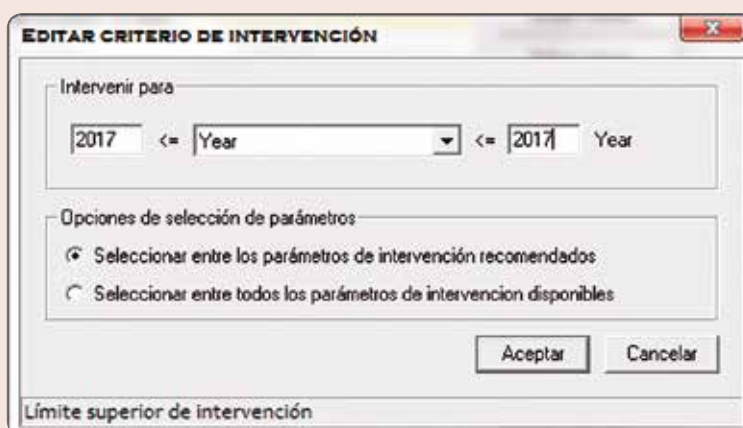 EDITAR CRITERIO DE INTERVENCIÓN
Intervenir para
2017 <= Year <= 2017 Year
Opciones de selección de parámetros
Seleccionar entre los parámetros de intervención recomendados
Seleccionar entre todos los parámetros de intervencion disponibles
Aceptar Cancelar
Límite superior de intervención